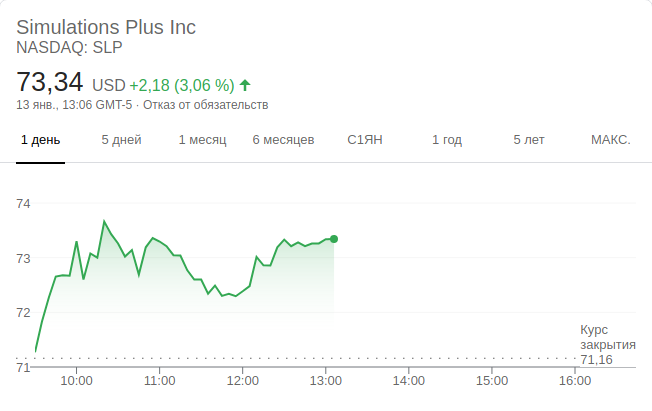 Simulations Plus Inc
NASDAQ: SLP
73,34 USD +2,18 (3,06 %)
13 янв., 13:06 GMT-5 · Отказ от обязательств
1 день 5 дней 1 месяц 6 месяцев С1ЯН 1 год 5 лет МАКС.
74
73
72
71
Курс
закрытия
71,16
10:00 11:00 12:00 13:00 14:00 15:00 16:00